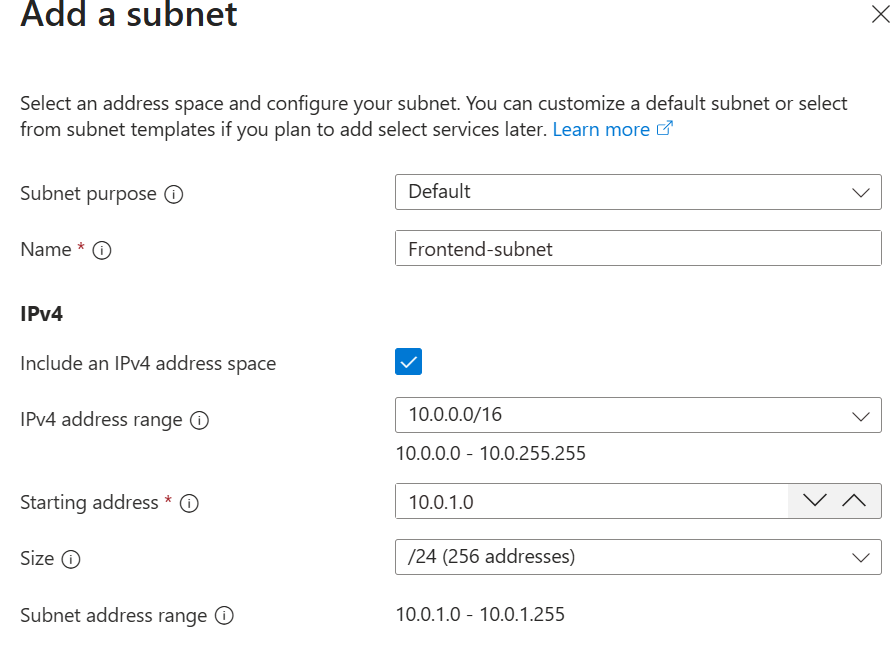 Add a subnet
Select an address space and configure your subnet. You can customize a default subnet or select
from subnet templates if you plan to add select services later. Learn more
Subnet purpose
Default
Name *
Frontend-subnet
IPv4
Include an IPv4 address space
IPv4 address range
10.0.0.0/16
10.0.0.0 - 10.0.255.255
Starting address *
10.0.1.0
Size
/24 (256 addresses)
Subnet address range
10.0.1.0 - 10.0.1.255